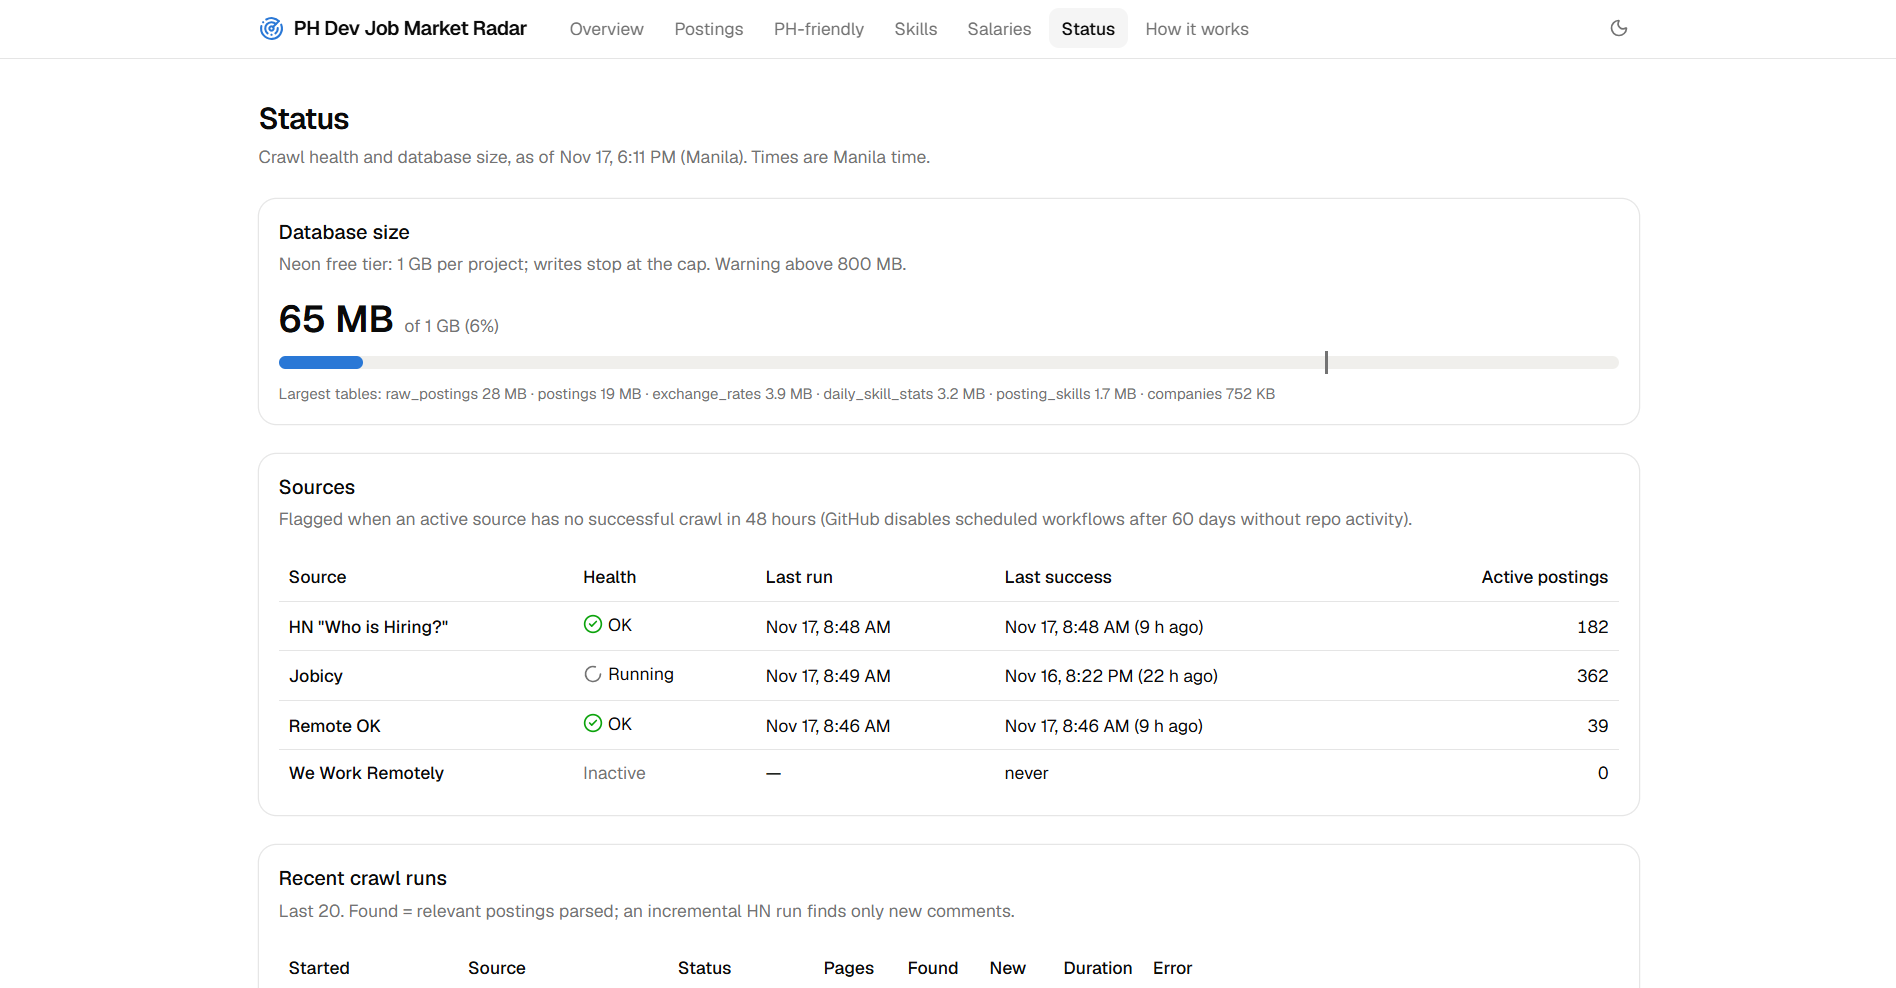 PH Dev Job Market Radar Overview Postings PH-friendly Skills Salaries Status How it works
Status
Crawl health and database size, as of Nov 17, 6:11 PM (Manila). Times are Manila time.
Database size
Neon free tier: 1 GB per project; writes stop at the cap. Warning above 800 MB.
65 MB of 1 GB (6%)
Largest tables: raw_postings 28 MB · postings 19 MB · exchange_rates 3.9 MB · daily_skill_stats 3.2 MB · posting_skills 1.7 MB · companies 752 KB
Sources
Flagged when an active source has no successful crawl in 48 hours (GitHub disables scheduled workflows after 60 days without repo activity).
Source Health Last run Last success Active postings
HN "Who is Hiring?" OK Nov 17, 8:48 AM Nov 17, 8:48 AM (9 h ago) 182
Jobicy Running Nov 17, 8:49 AM Nov 16, 8:22 PM (22 h ago) 362
Remote OK OK Nov 17, 8:46 AM Nov 17, 8:46 AM (9 h ago) 39
We Work Remotely Inactive — never 0
Recent crawl runs
Last 20. Found = relevant postings parsed; an incremental HN run finds only new comments.
Started Source Status Pages Found New Duration Error